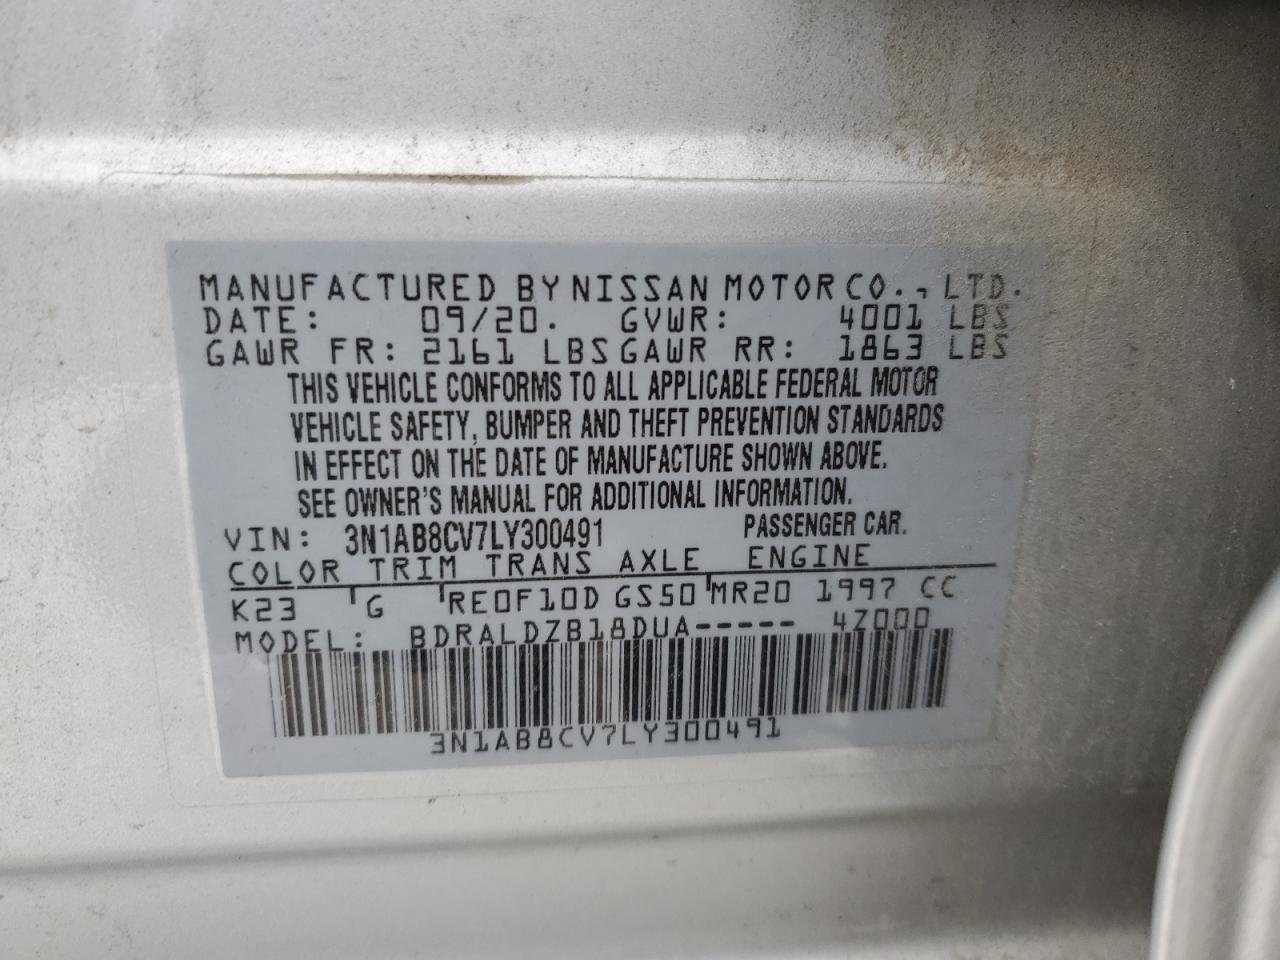 MANUFACTURED BY NISSAN MOTOR CO., LTD.
DATE: 09/20. GVWR: 4001 LBS
GAWR FR: 2161 LBS GAWR RR: 1863 LBS
THIS VEHICLE CONFORMS TO ALL APPLICABLE FEDERAL MOTOR
VEHICLE SAFETY, BUMPER AND THEFT PREVENTION STANDARDS
IN EFFECT ON THE DATE OF MANUFACTURE SHOWN ABOVE.
SEE OWNER'S MANUAL FOR ADDITIONAL INFORMATION.
VIN: 3N1AB8CV7LY300491 PASSENGER CAR.
COLOR TRIM TRANS AXLE ENGINE
K23 G RE0F10D GS50 MR20 1997 CC
MODEL: BDRALDZB18DUA----- 4Z000
3N1AB8CV7LY300491